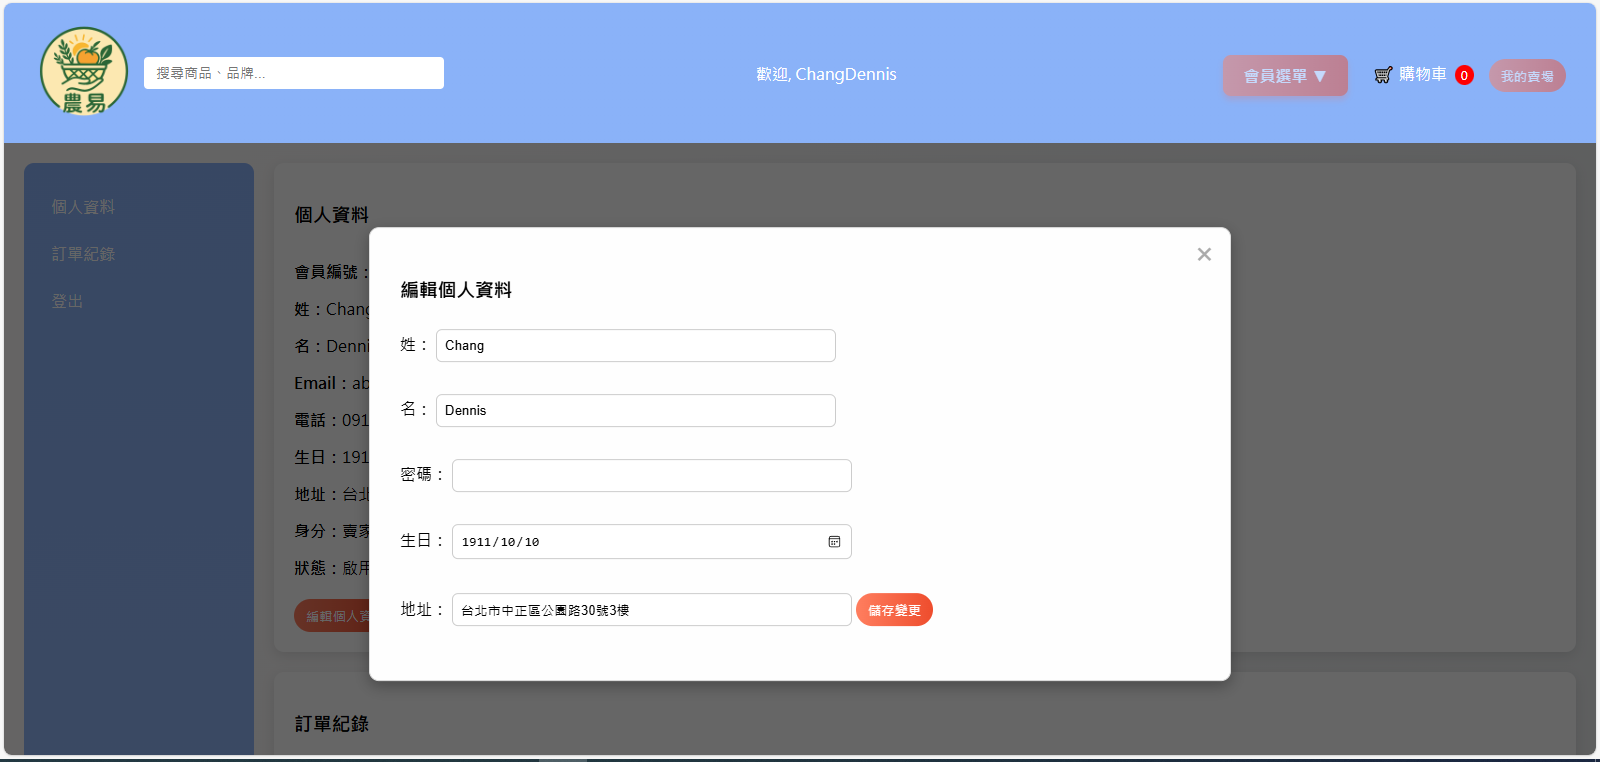 農易
搜尋商品、品牌...
歡迎, ChangDennis
會員選單 ▼
購物車 0
我的賣場
個人資料
訂單紀錄
登出
個人資料
會員編號：
姓：Chang
名：Denni
Email：ab
電話：091
生日：191
地址：台北
身分：賣家
狀態：啟用
編輯個人資
編輯個人資料
姓： Chang
名： Dennis
密碼：
生日： 1911/10/10
地址： 台北市中正區公園路30號3樓 儲存變更
訂單紀錄